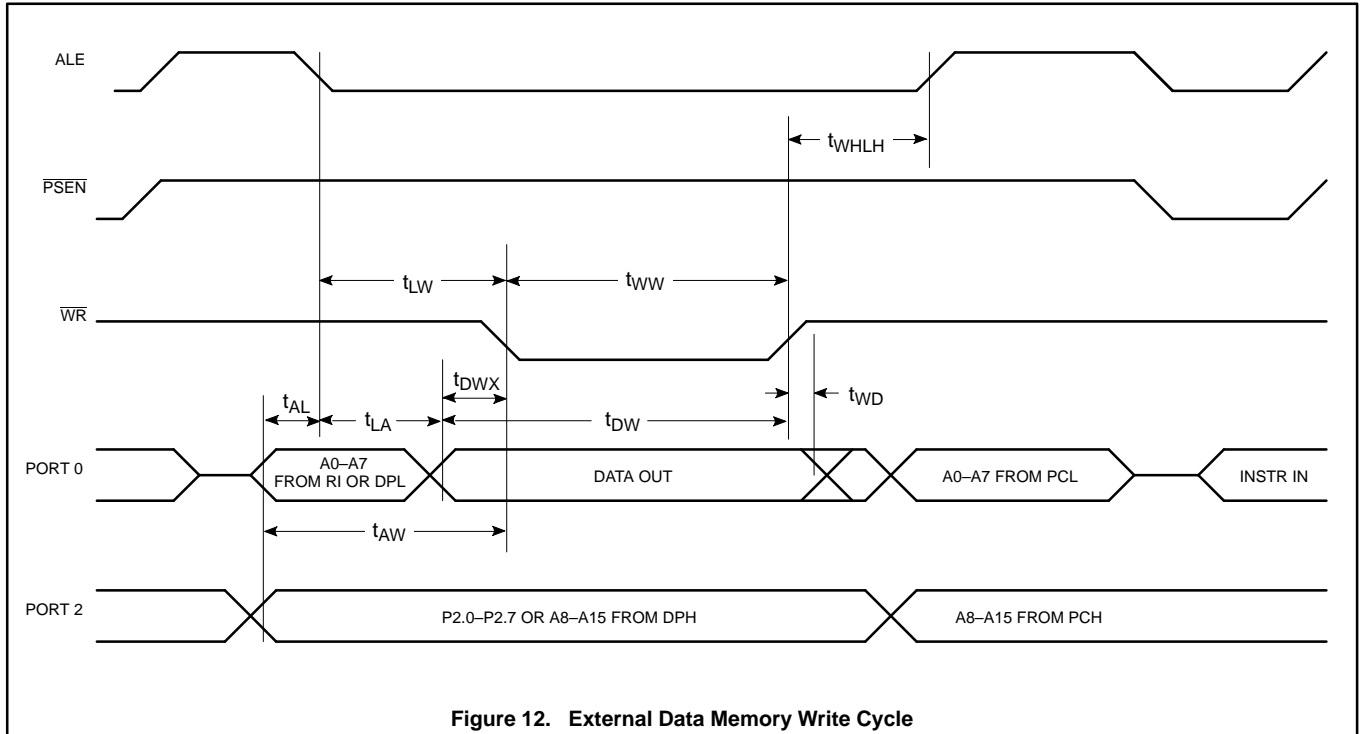 ALE
tWHLH
PSEN
tLW
tWW
WR
tDWX
tAL
tLA
tDW
tWD
PORT 0
A0–A7
FROM RI OR DPL
DATA OUT
A0–A7 FROM PCL
INSTR IN
tAW
PORT 2
P2.0–P2.7 OR A8–A15 FROM DPH
A8–A15 FROM PCH
Figure 12. External Data Memory Write Cycle